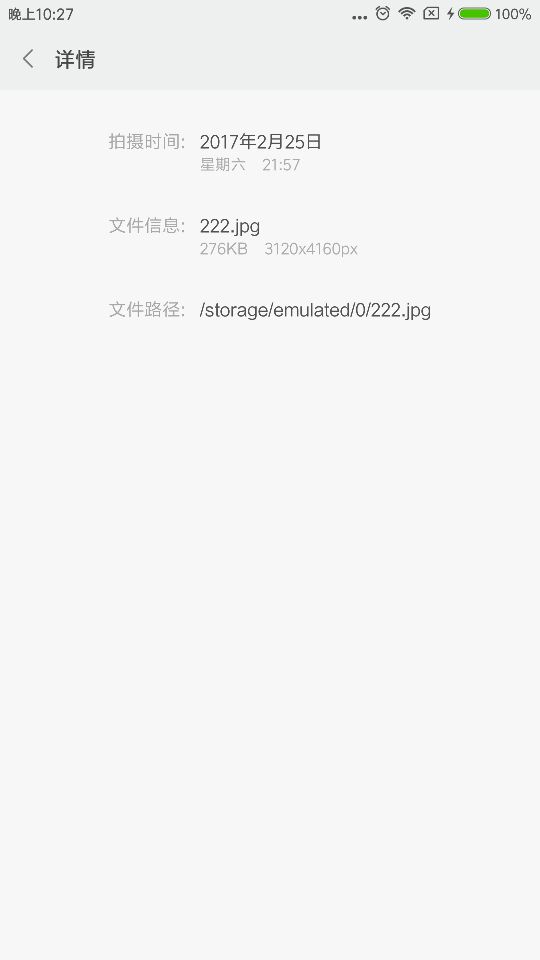 晚上10:27
100%
详情
拍摄时间: 2017年2月25日
星期六 21:57
文件信息: 222.jpg
276KB 3120x4160px
文件路径: /storage/emulated/0/222.jpg